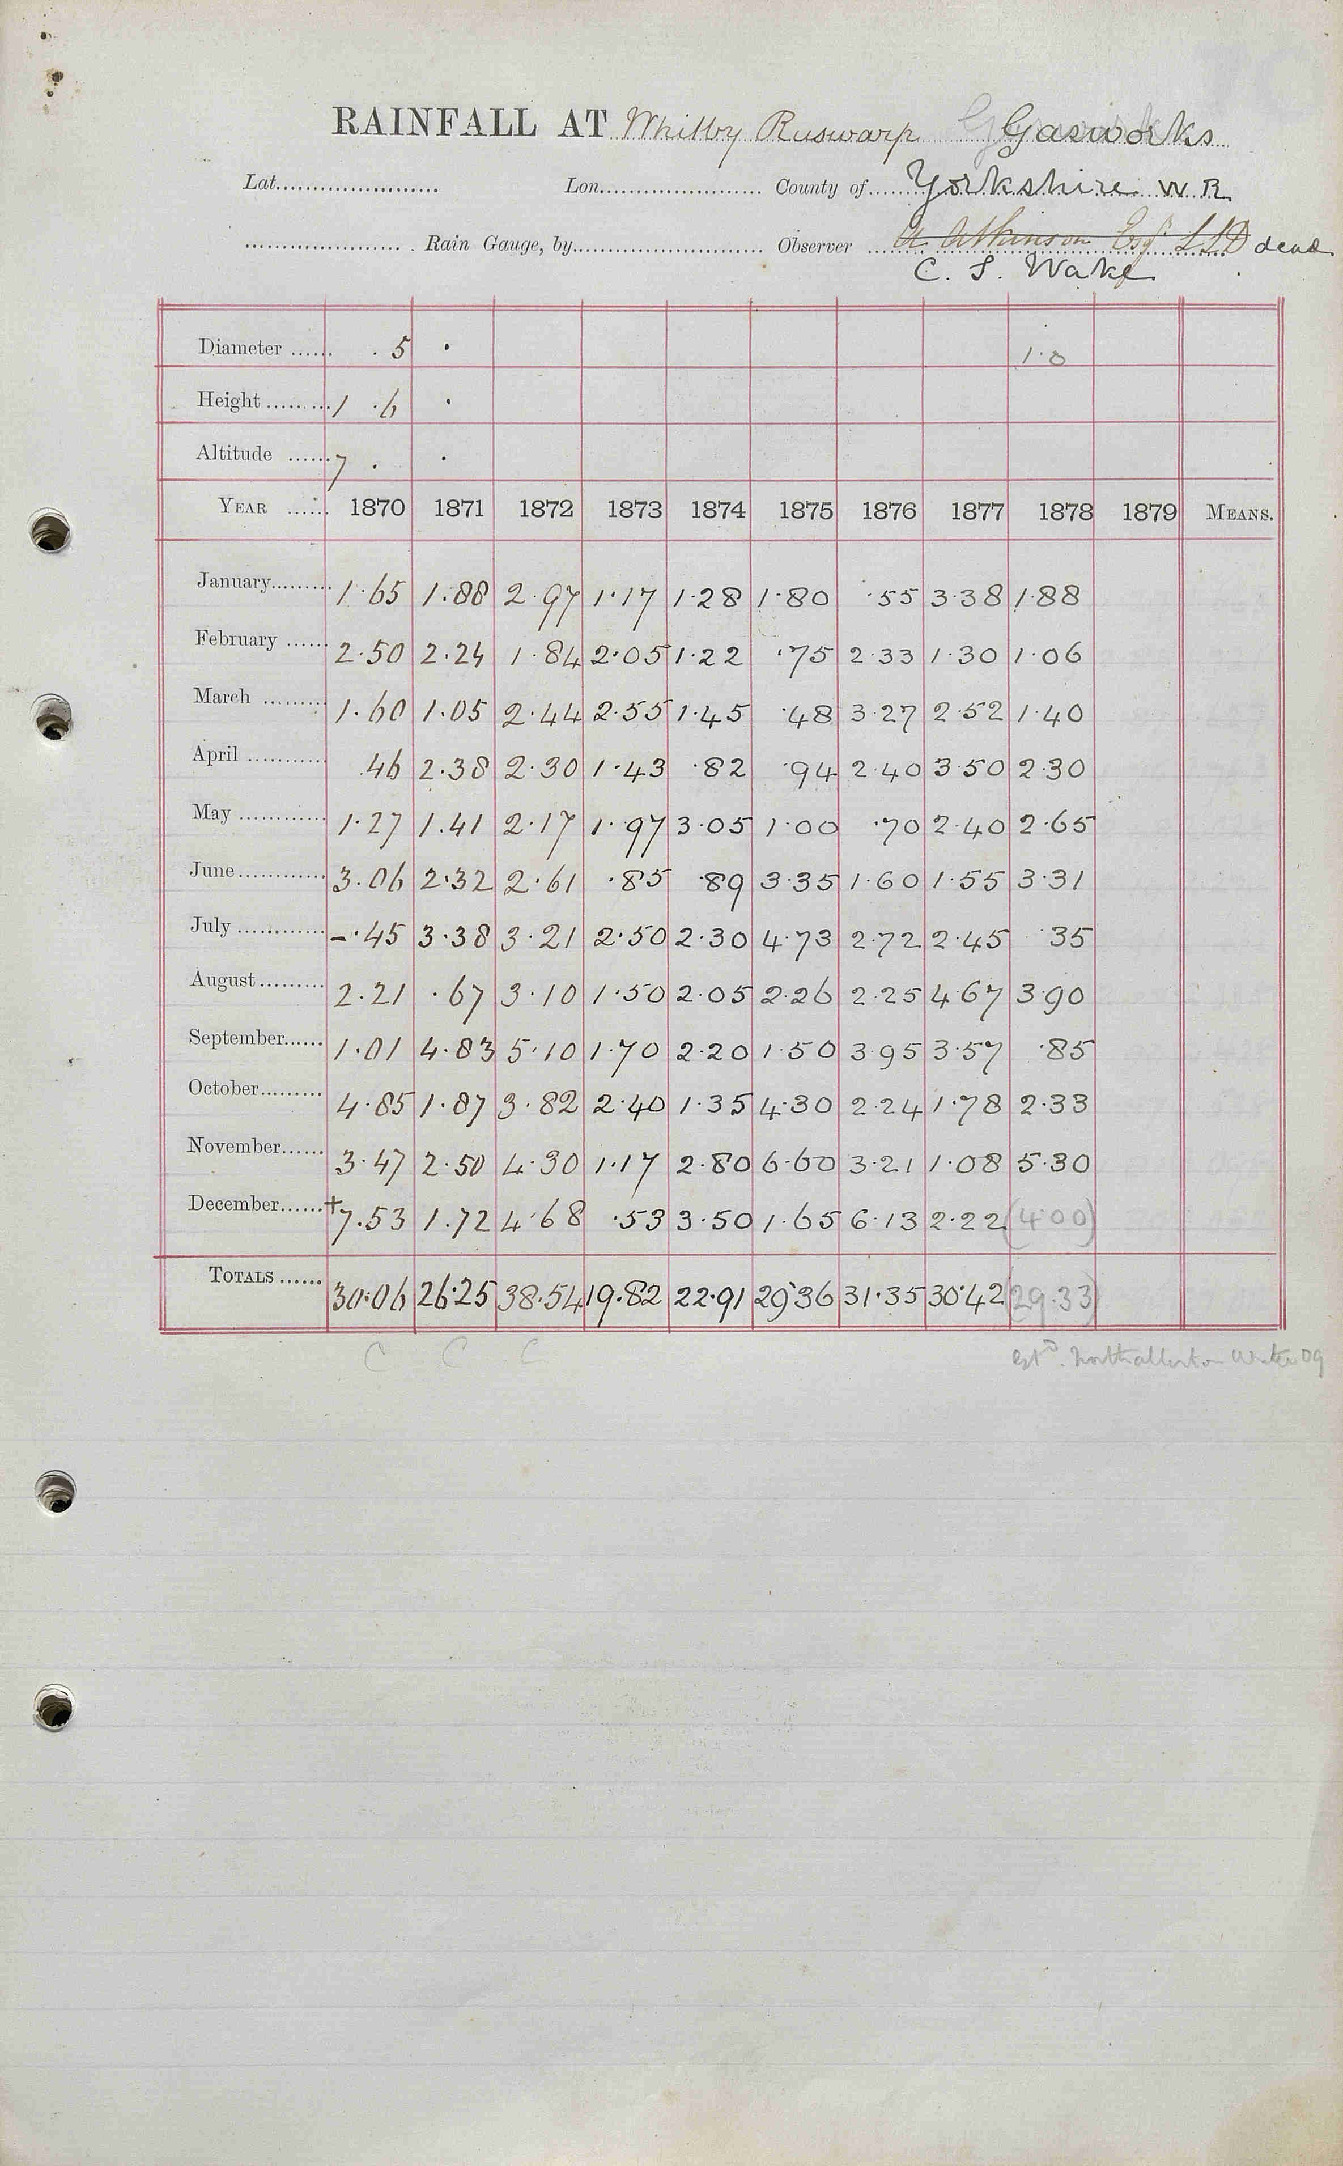 RAINFALL AT Whitby Ruswarp Gasworks
Lat. Lon. County of Yorkshire W R
Rain Gauge, by Observer A Atkinson Esqr LLD dead
C. S. Wake
Diameter 5 . 1.0
Height 1 .6 .
Altitude 7 . .
YEAR 1870 1871 1872 1873 1874 1875 1876 1877 1878 1879 MEANS.
January 1.65 1.88 2.97 1.17 1.28 1.80 .55 3.38 1.88
February 2.50 2.24 1.84 2.05 1.22 .75 2.33 1.30 1.06
March 1.60 1.05 2.44 2.55 1.45 .48 3.27 2.52 1.40
April .46 2.38 2.30 1.43 .82 .94 2.40 3.50 2.30
May 1.27 1.41 2.17 1.97 3.05 1.00 .70 2.40 2.65
June 3.06 2.32 2.61 .85 .89 3.35 1.60 1.55 3.31
July -.45 3.38 3.21 2.50 2.30 4.73 2.72 2.45 .35
August 2.21 .67 3.10 1.50 2.05 2.26 2.25 4.67 3.90
September 1.01 4.83 5.10 1.70 2.20 1.50 3.95 3.57 .85
October 4.85 1.87 3.82 2.40 1.35 4.30 2.24 1.78 2.33
November 3.47 2.50 4.30 1.17 2.80 6.60 3.21 1.08 5.30
December +7.53 1.72 4.68 .53 3.50 1.65 6.13 2.22 (4.00)
TOTALS 30.06 26.25 38.54 19.82 22.91 29.36 31.35 30.42 (29.33)
C C C estd. Northallerton